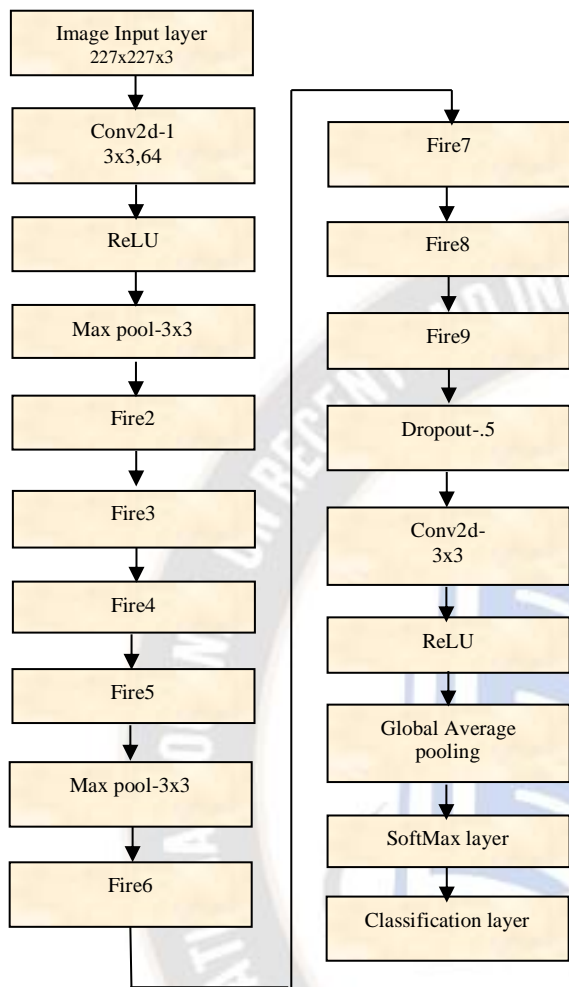 Image Input layer
227x227x3
Conv2d-1
3x3,64
ReLU
Max pool-3x3
Fire2
Fire3
Fire4
Fire5
Max pool-3x3
Fire6
Fire7
Fire8
Fire9
Dropout-.5
Conv2d-
3x3
ReLU
Global Average
pooling
SoftMax layer
Classification layer